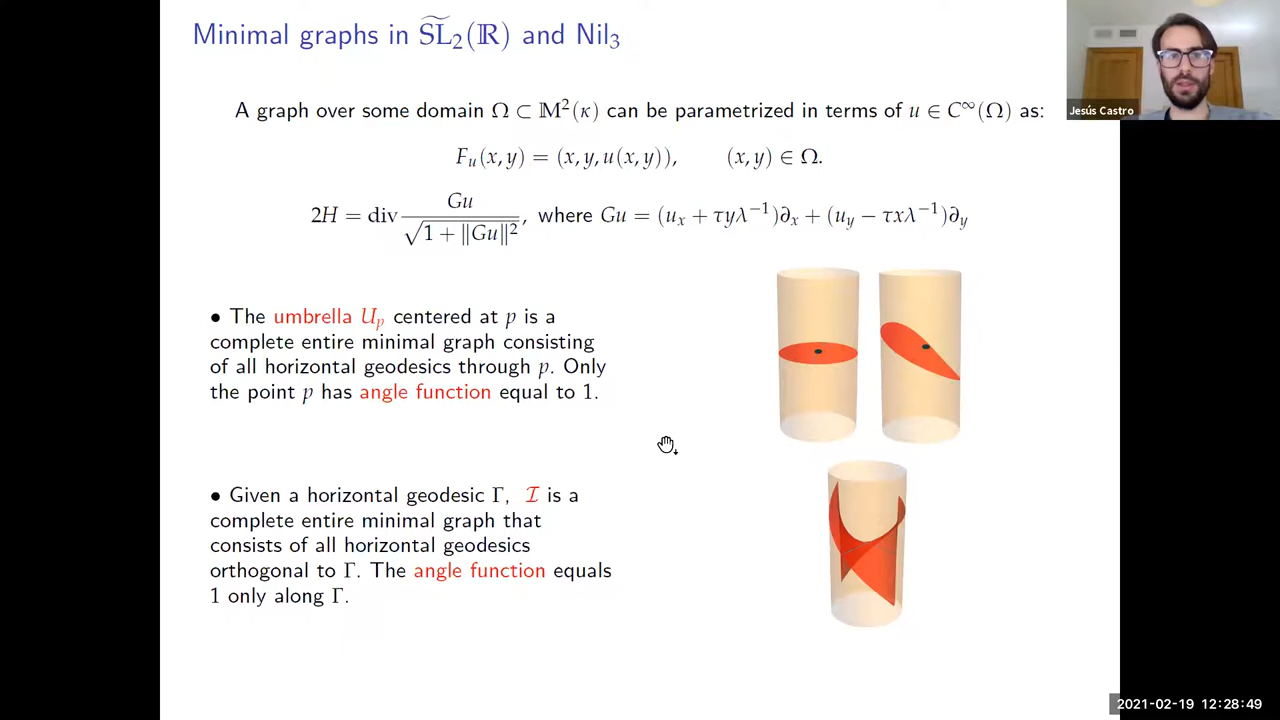 Minimal graphs in S͠L₂(ℝ) and Nil₃
Jesús Castro
A graph over some domain Ω ⊂ 𝕄²(κ) can be parametrized in terms of u ∈ C^∞(Ω) as:
F_u(x, y) = (x, y, u(x, y)), (x, y) ∈ Ω.
2H = div Gu / √(1 + ‖Gu‖²), where Gu = (u_x + τyλ⁻¹)∂_x + (u_y − τxλ⁻¹)∂_y
• The umbrella U_p centered at p is a
complete entire minimal graph consisting
of all horizontal geodesics through p. Only
the point p has angle function equal to 1.
• Given a horizontal geodesic Γ, ℐ is a
complete entire minimal graph that
consists of all horizontal geodesics
orthogonal to Γ. The angle function equals
1 only along Γ.
2021-02-19 12:28:49